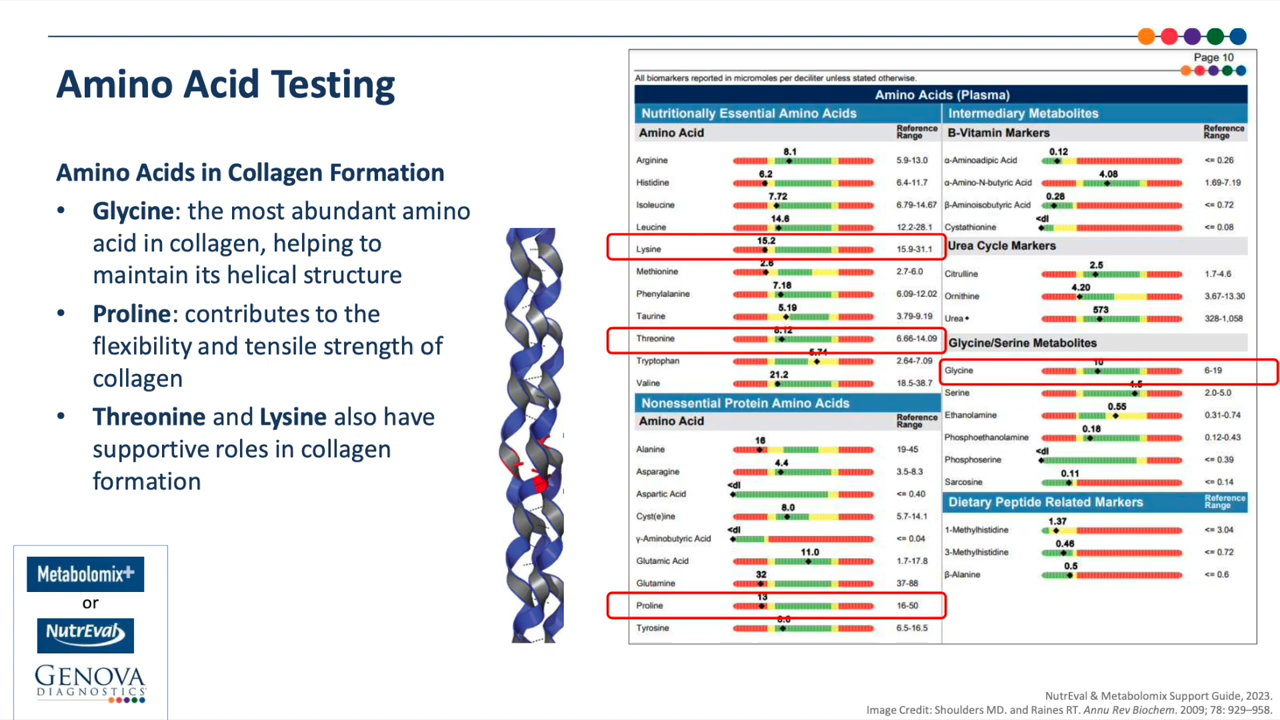 Amino Acid Testing
Amino Acids in Collagen Formation
• Glycine: the most abundant amino
acid in collagen, helping to
maintain its helical structure
• Proline: contributes to the
flexibility and tensile strength of
collagen
• Threonine and Lysine also have
supportive roles in collagen
formation
Metabolomix+
or
NutrEval
GENOVA
DIAGNOSTICS
Page 10
All biomarkers reported in micromoles per deciliter unless stated otherwise.
Amino Acids (Plasma)
Nutritionally Essential Amino Acids
Amino Acid
Reference
Range
Arginine 8.1 5.9-13.0
Histidine 6.2 6.4-11.7
Isoleucine 7.72 6.79-14.67
Leucine 14.6 12.2-28.1
Lysine 15.2 15.9-31.1
Methionine 2.6 2.7-6.0
Phenylalanine 7.18 6.09-12.02
Taurine 5.19 3.79-9.19
Threonine 8.12 6.66-14.09
Tryptophan 5.74 2.64-7.09
Valine 21.2 18.5-38.7
Nonessential Protein Amino Acids
Amino Acid
Reference
Range
Alanine 16 19-45
Asparagine 4.4 3.5-8.3
Aspartic Acid <dl <= 0.40
Cyst(e)ine 8.0 5.7-14.1
γ-Aminobutyric Acid <dl <= 0.04
Glutamic Acid 11.0 1.7-17.8
Glutamine 32 37-88
Proline 13 16-50
Tyrosine 6.5-16.5
Intermediary Metabolites
B-Vitamin Markers
Reference
Range
α-Aminoadipic Acid 0.12 <= 0.26
α-Amino-N-butyric Acid 4.08 1.69-7.19
β-Aminoisobutyric Acid 0.26 <= 0.72
Cystathionine <dl <= 0.08
Urea Cycle Markers
Citrulline 2.5 1.7-4.6
Ornithine 4.20 3.67-13.30
Urea♦ 573 328-1,058
Glycine/Serine Metabolites
Glycine 10 6-19
Serine 4.5 2.0-5.0
Ethanolamine 0.55 0.31-0.74
Phosphoethanolamine 0.18 0.12-0.43
Phosphoserine <dl <= 0.39
Sarcosine 0.11 <= 0.14
Dietary Peptide Related Markers
Reference
Range
1-Methylhistidine 1.37 <= 3.04
3-Methylhistidine 0.46 <= 0.72
β-Alanine 0.5 <= 0.6
NutrEval & Metabolomix Support Guide, 2023.
Image Credit: Shoulders MD. and Raines RT. Annu Rev Biochem. 2009; 78: 929–958.